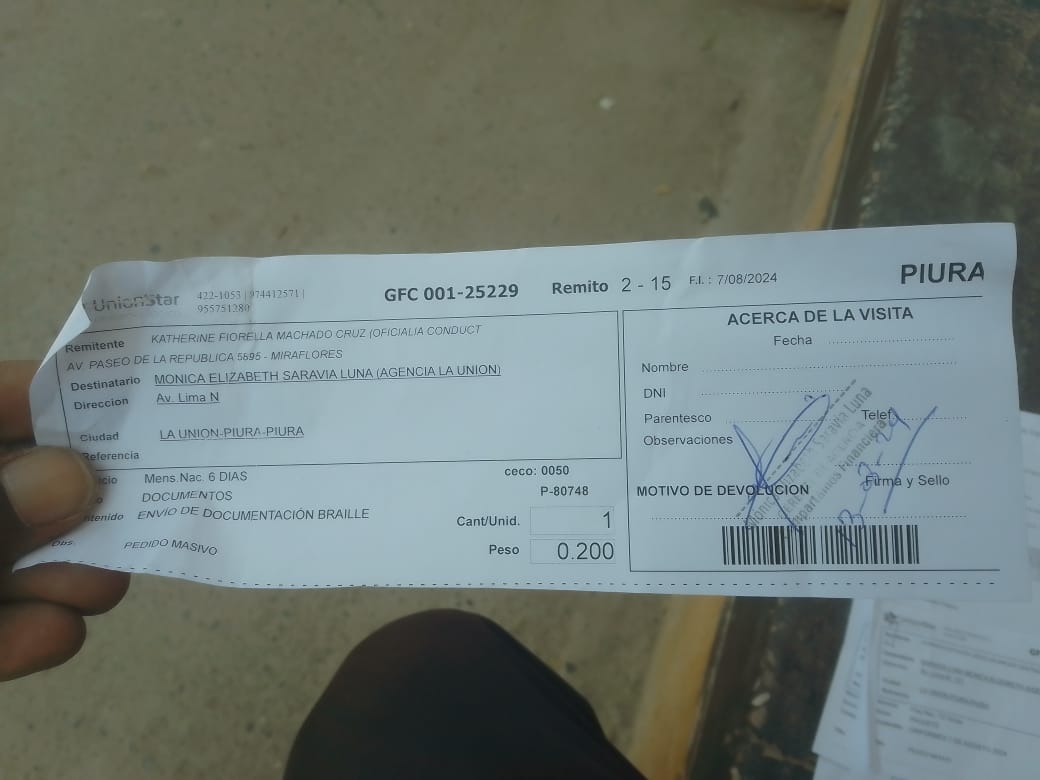 UnionStar
422-1053 | 974412571 |
955751280
GFC 001-25229
Remito 2 - 15
F.I. : 7/08/2024
PIURA
Remitente KATHERINE FIORELLA MACHADO CRUZ (OFICIALIA CONDUCT
AV. PASEO DE LA REPUBLICA 5895 - MIRAFLORES
Destinatario MONICA ELIZABETH SARAVIA LUNA (AGENCIA LA UNION)
Direccion Av. Lima N
Ciudad LA UNION-PIURA-PIURA
Referencia
Mens.Nac. 6 DIAS
DOCUMENTOS
ENVÍO DE DOCUMENTACIÓN BRAILLE
Obs. PEDIDO MASIVO
ceco: 0050
P-80748
Cant/Unid. 1
Peso 0.200
ACERCA DE LA VISITA
Fecha
Nombre
DNI
Parentesco Telef.
Observaciones
Firma y Sello
MOTIVO DE DEVOLUCION
Saravia Luna